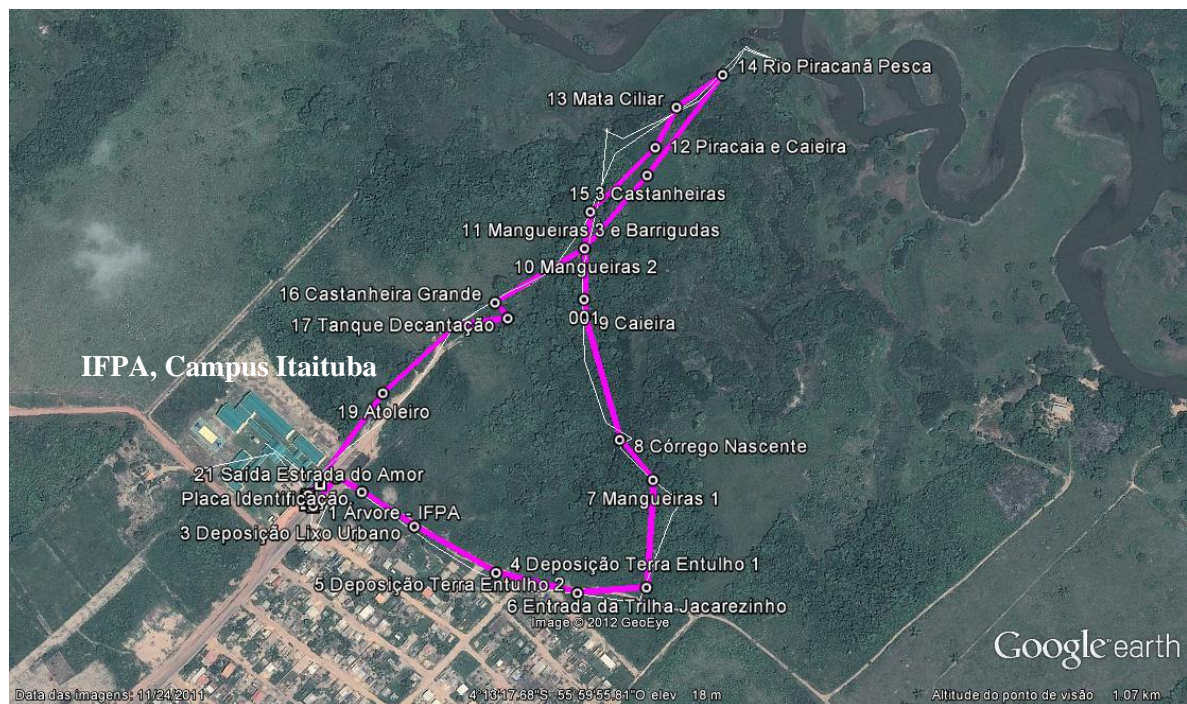 14 Rio Piracanã Pesca
13 Mata Ciliar
12 Piracaia e Caieira
15 3 Castanheiras
11 Mangueiras 3 e Barrigudas
10 Mangueiras 2
16 Castanheira Grande
17 Tanque Decantação
001
9 Caieira
IFPA, Campus Itaituba
19 Atoleiro
8 Córrego Nascente
21 Saída Estrada do Amor
7 Mangueiras 1
Placa Identificação
1 Árvore - IFPA
3 Deposição Lixo Urbano
4 Deposição Terra Entulho 1
5 Deposição Terra Entulho 2
6 Entrada da Trilha Jacarezinho
Image © 2012 GeoEye
Google earth
Data das imagens: 11/24/2011
4°13'17.68"S 55°59'55.81"O elev 18 m
Altitude do ponto de visão 1.07 km